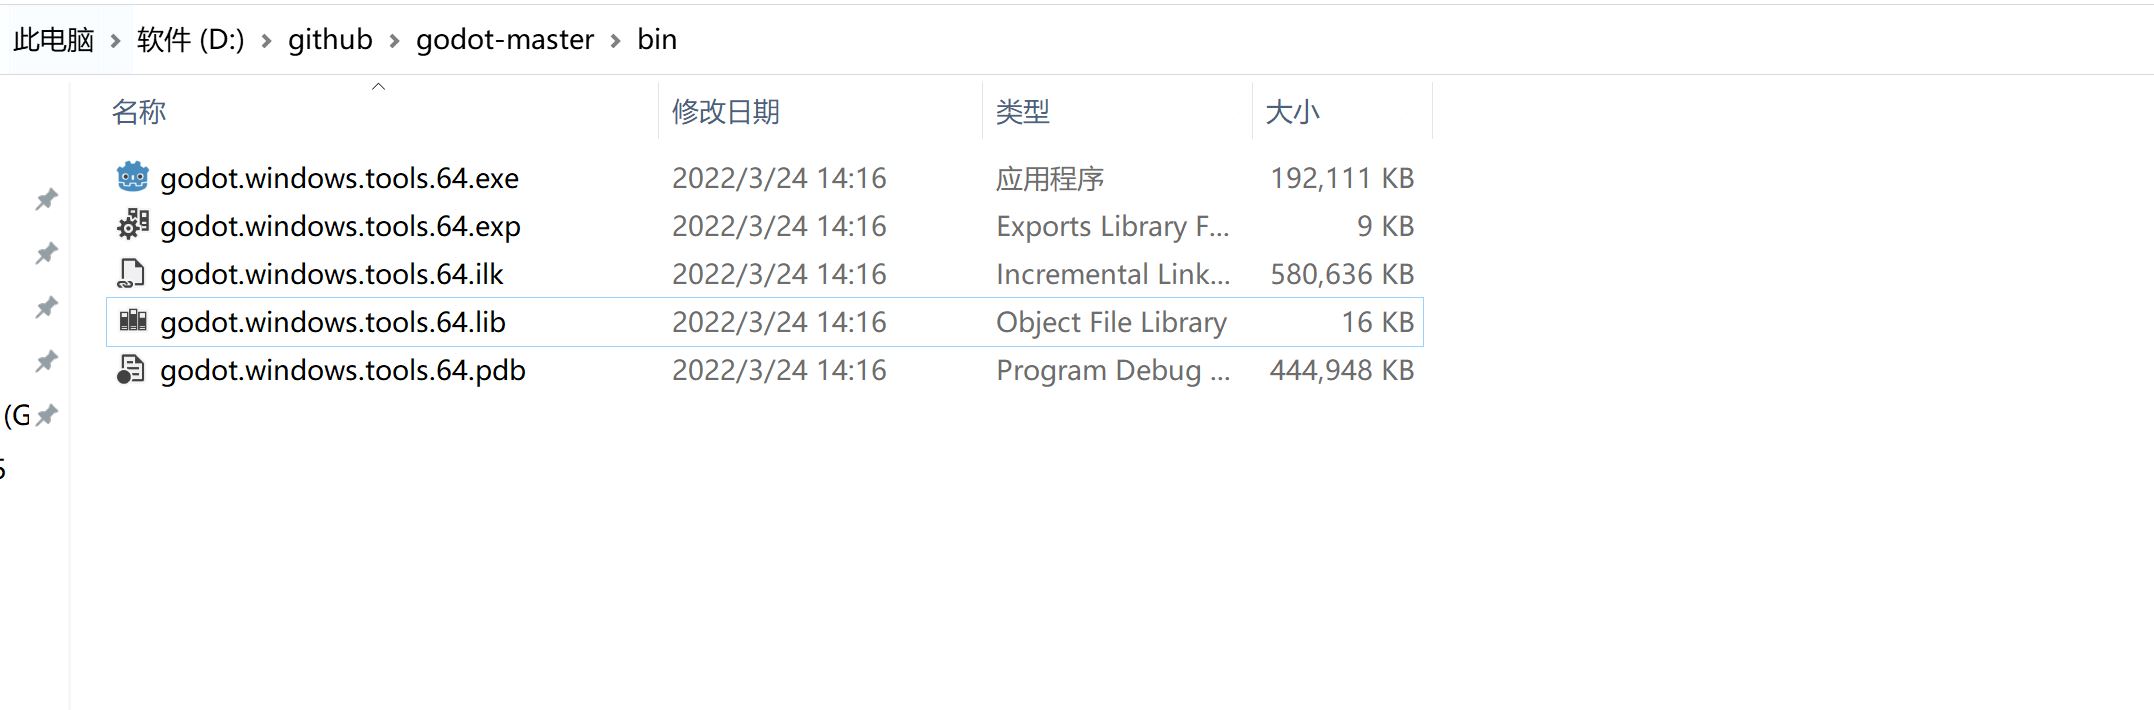 此电脑 > 软件 (D:) > github > godot-master > bin
名称 修改日期 类型 大小
godot.windows.tools.64.exe 2022/3/24 14:16 应用程序 192,111 KB
godot.windows.tools.64.exp 2022/3/24 14:16 Exports Library F... 9 KB
godot.windows.tools.64.ilk 2022/3/24 14:16 Incremental Link... 580,636 KB
godot.windows.tools.64.lib 2022/3/24 14:16 Object File Library 16 KB
godot.windows.tools.64.pdb 2022/3/24 14:16 Program Debug ... 444,948 KB
(G